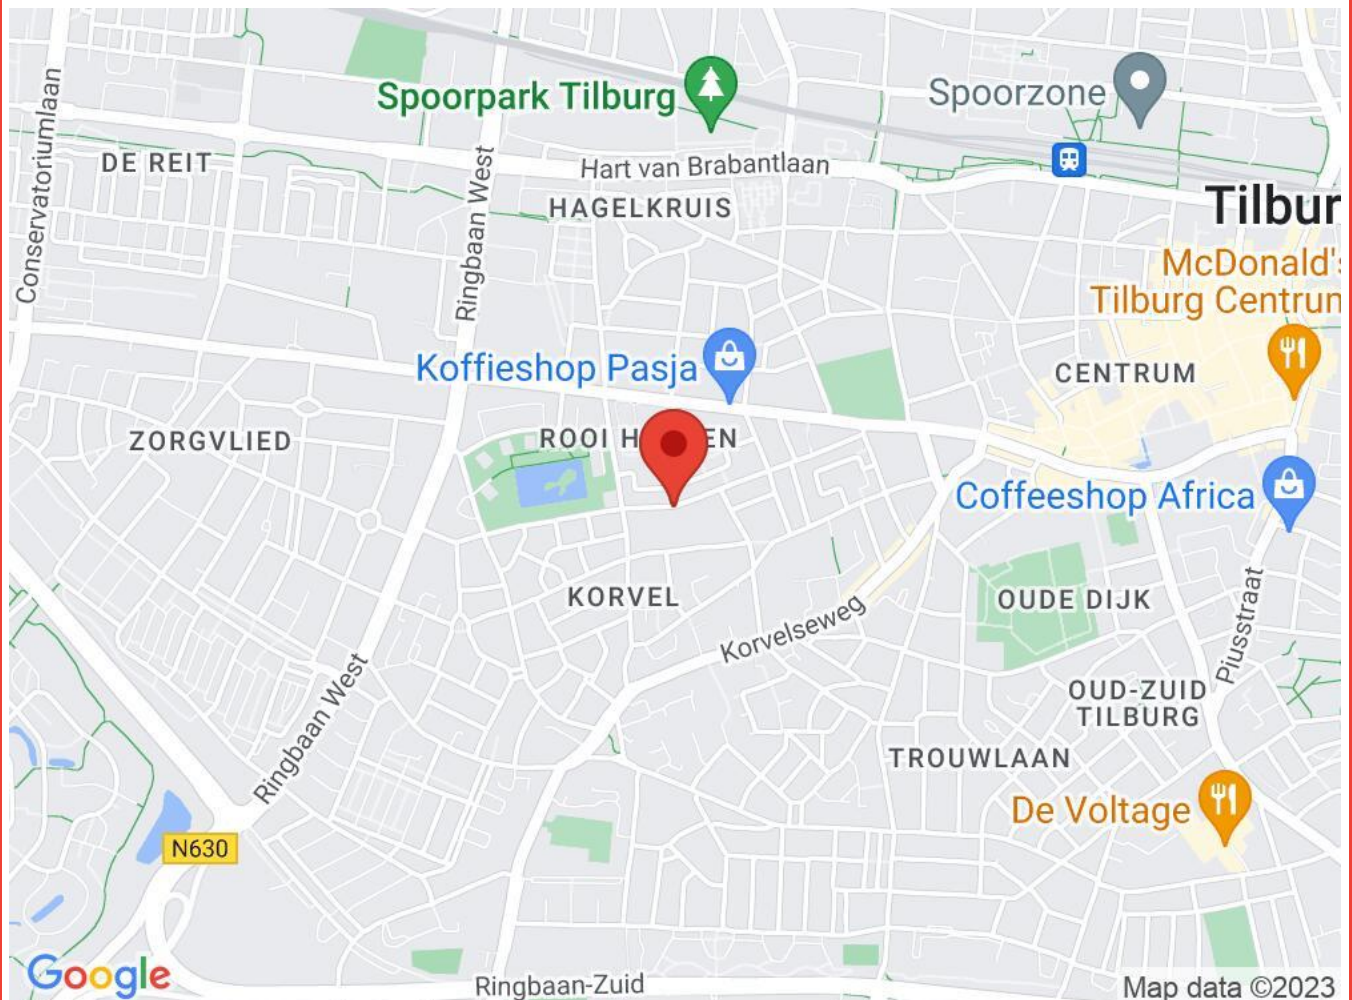 Conservatoriumlaan
DE REIT
Spoorpark Tilburg
Spoorzone
Hart van Brabantlaan
HAGELKRUIS
Ringbaan West
Tilbur
McDonald's
Tilburg Centrum
Koffieshop Pasja
CENTRUM
ZORGVLIED
ROOI H EN
Coffeeshop Africa
KORVEL
OUDE DIJK
Korvelseweg
Piusstraat
Ringbaan West
OUD-ZUID
TILBURG
TROUWLAAN
De Voltage
N630
Google
Ringbaan-Zuid
Map data ©2023